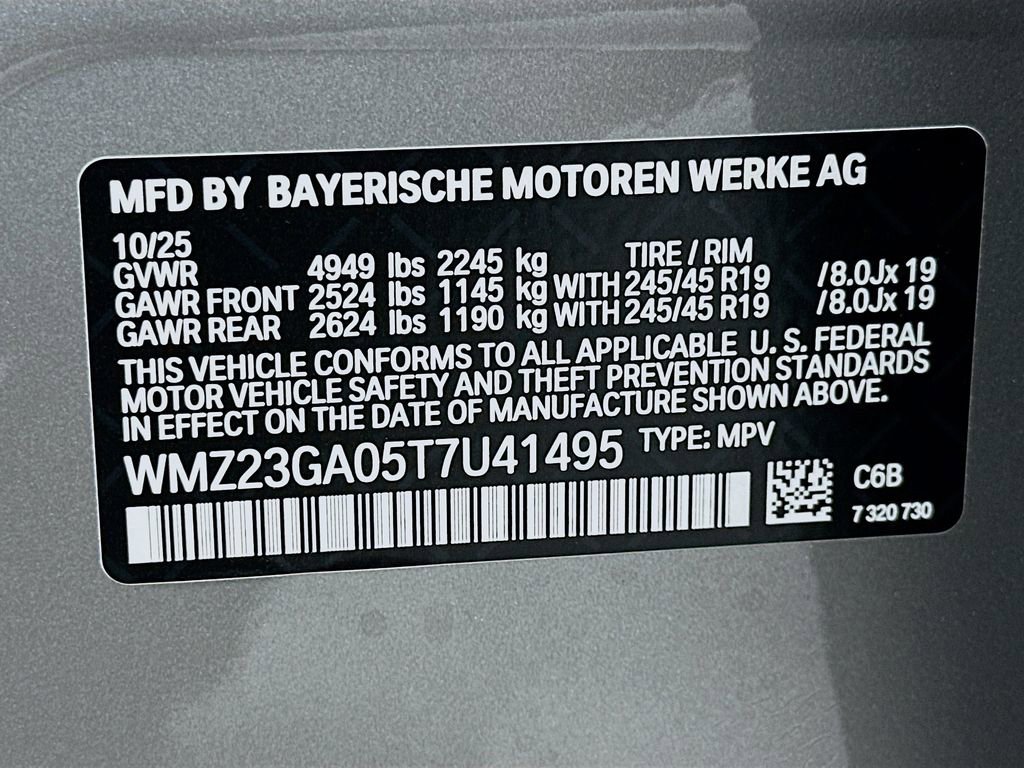 MFD BY BAYERISCHE MOTOREN WERKE AG
10/25 TIRE / RIM
GVWR 4949 lbs 2245 kg
GAWR FRONT 2524 lbs 1145 kg WITH 245/45 R19 /8.0Jx 19
GAWR REAR 2624 lbs 1190 kg WITH 245/45 R19 /8.0Jx 19
THIS VEHICLE CONFORMS TO ALL APPLICABLE U. S. FEDERAL
MOTOR VEHICLE SAFETY AND THEFT PREVENTION STANDARDS
IN EFFECT ON THE DATE OF MANUFACTURE SHOWN ABOVE.
WMZ23GA05T7U41495 TYPE: MPV
C6B
7 320 730